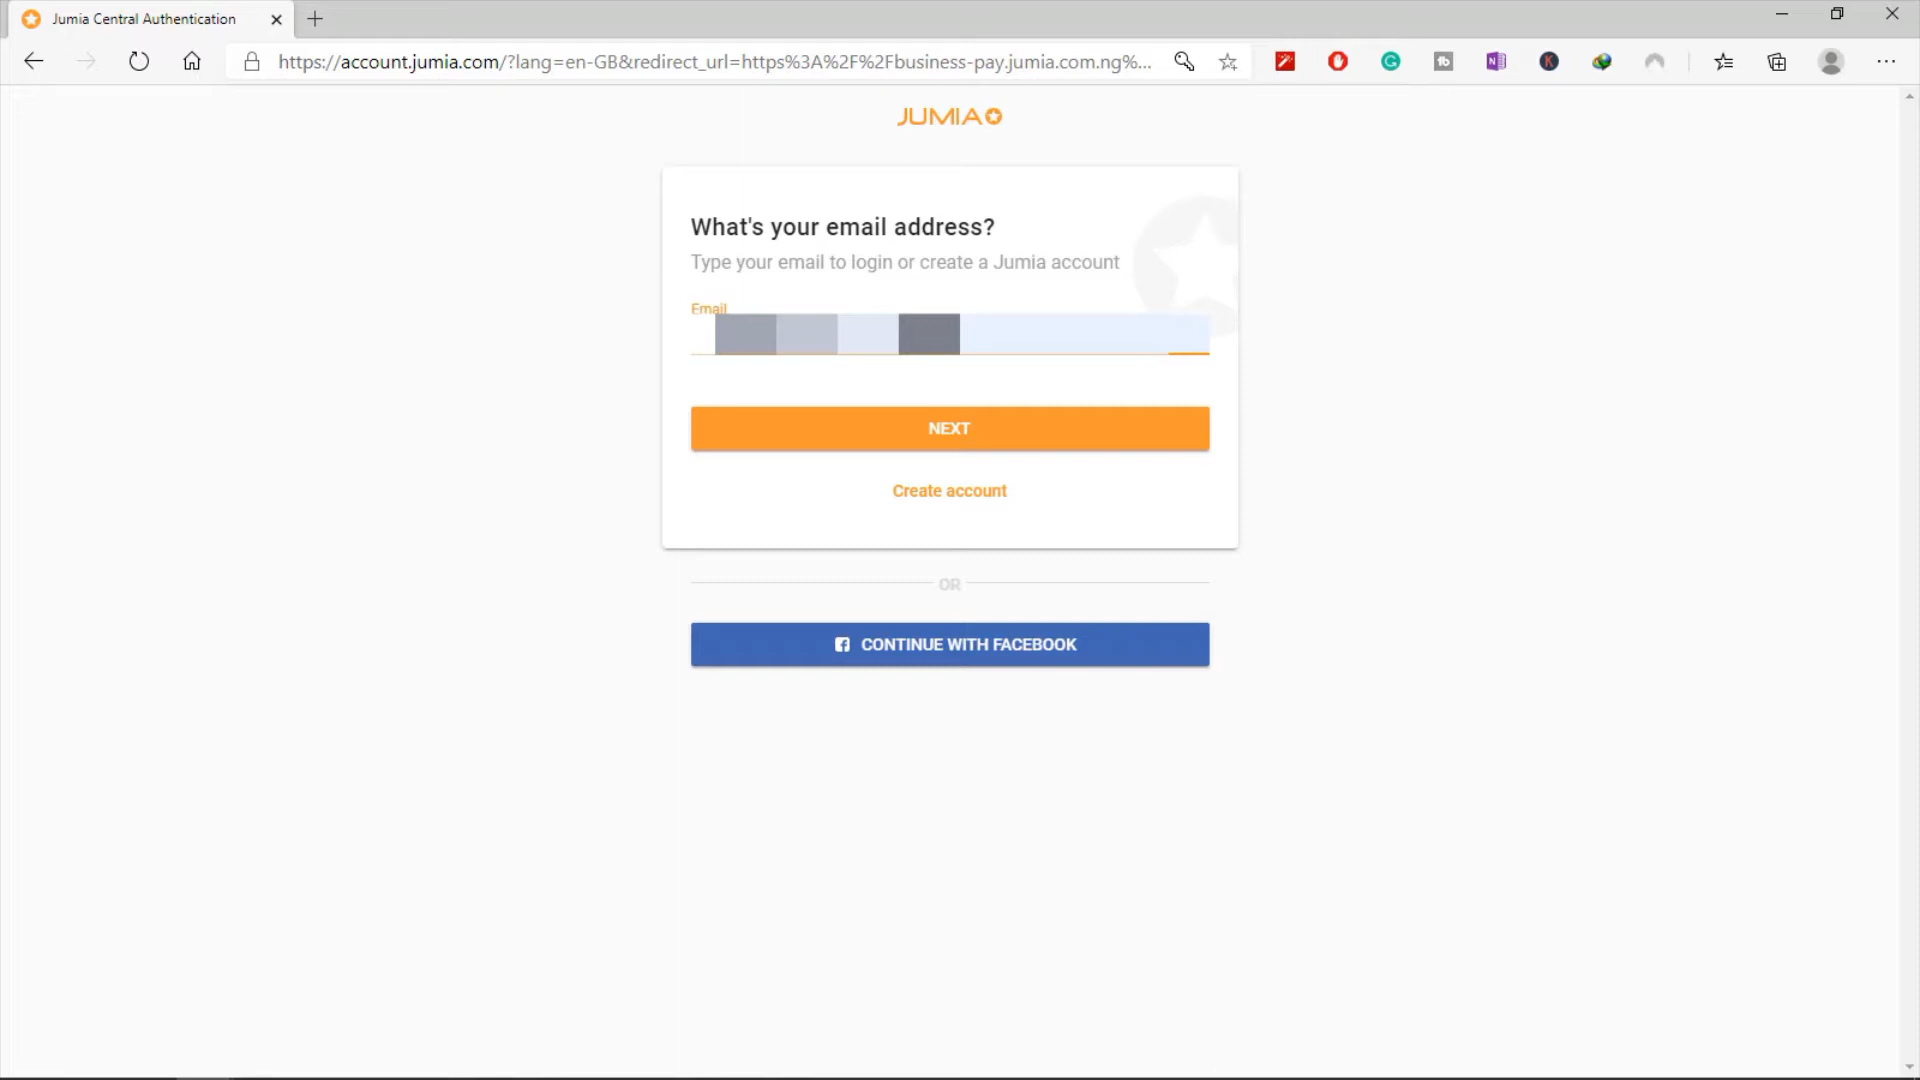 Jumia Central Authentication
https://account.jumia.com/?lang=en-GB&redirect_url=https%3A%2F%2Fbusiness-pay.jumia.com.ng%...
JUMIA
What's your email address?
Type your email to login or create a Jumia account
Email
NEXT
Create account
OR
CONTINUE WITH FACEBOOK